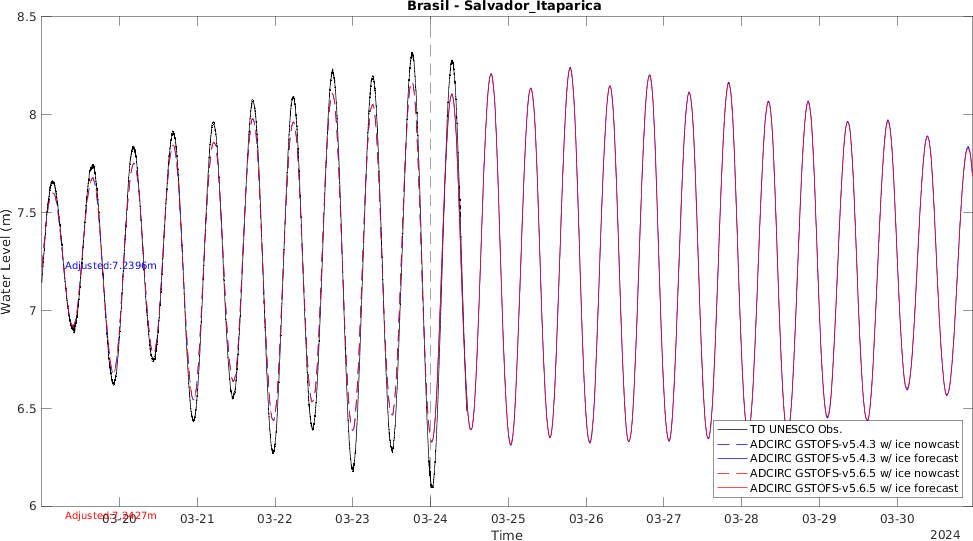 Brasil - Salvador_Itaparica
8.5
8
7.5
7
6.5
6
Water Level (m)
Adjusted:7.2396m
Adjusted:7.2427m
TD UNESCO Obs.
ADCIRC GSTOFS-v5.4.3 w/ ice nowcast
ADCIRC GSTOFS-v5.4.3 w/ ice forecast
ADCIRC GSTOFS-v5.6.5 w/ ice nowcast
ADCIRC GSTOFS-v5.6.5 w/ ice forecast
03-20 03-21 03-22 03-23 03-24 03-25 03-26 03-27 03-28 03-29 03-30
Time
2024